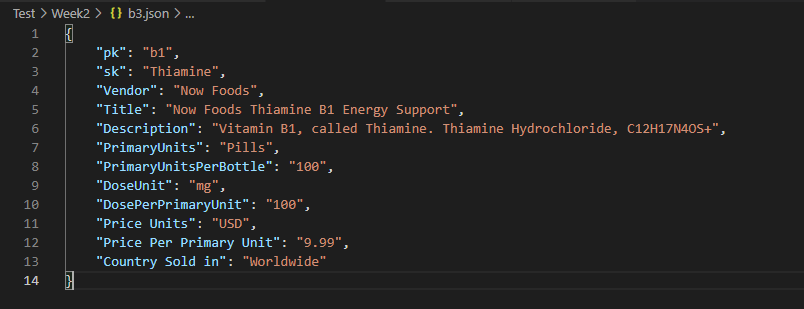 Test > Week2 > {} b3.json > ...
1 {
2 "pk": "b1",
3 "sk": "Thiamine",
4 "Vendor": "Now Foods",
5 "Title": "Now Foods Thiamine B1 Energy Support",
6 "Description": "Vitamin B1, called Thiamine. Thiamine Hydrochloride, C12H17N4OS+",
7 "PrimaryUnits": "Pills",
8 "PrimaryUnitsPerBottle": "100",
9 "DoseUnit": "mg",
10 "DosePerPrimaryUnit": "100",
11 "Price Units": "USD",
12 "Price Per Primary Unit": "9.99",
13 "Country Sold in": "Worldwide"
14 }